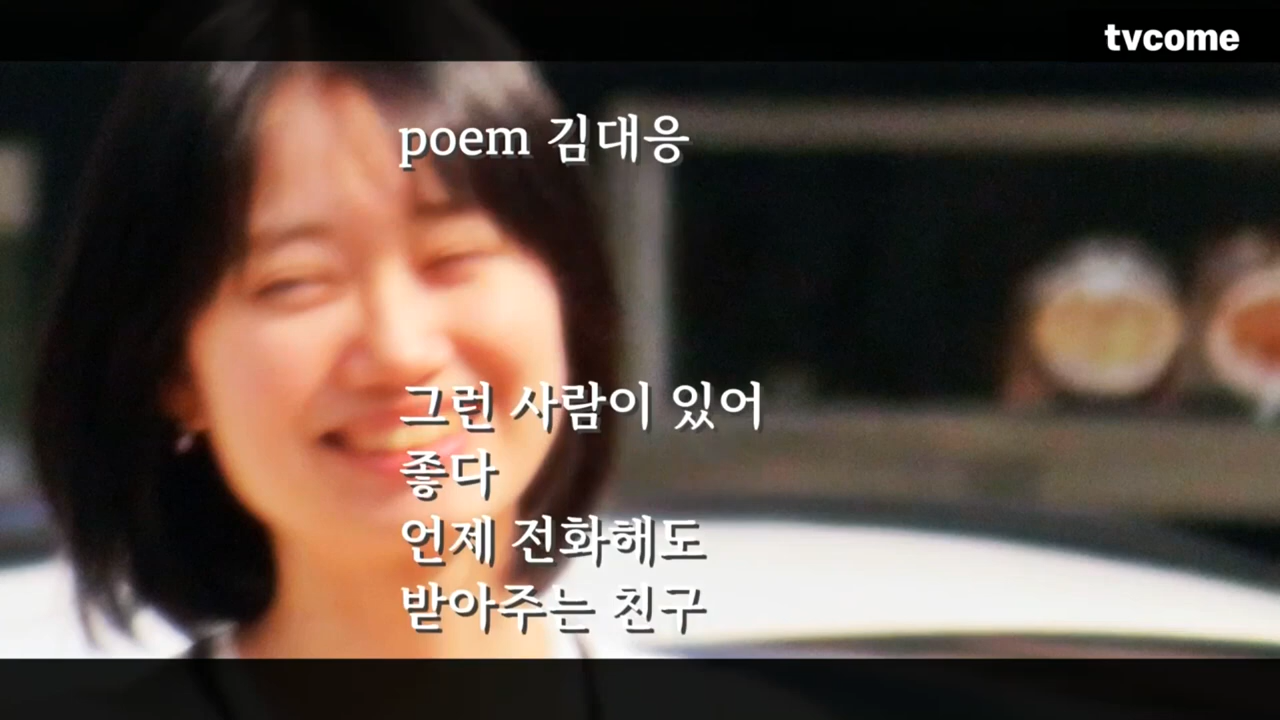 tvcome
poem 김대응
그런 사람이 있어
좋다
언제 전화해도
받아주는 친구